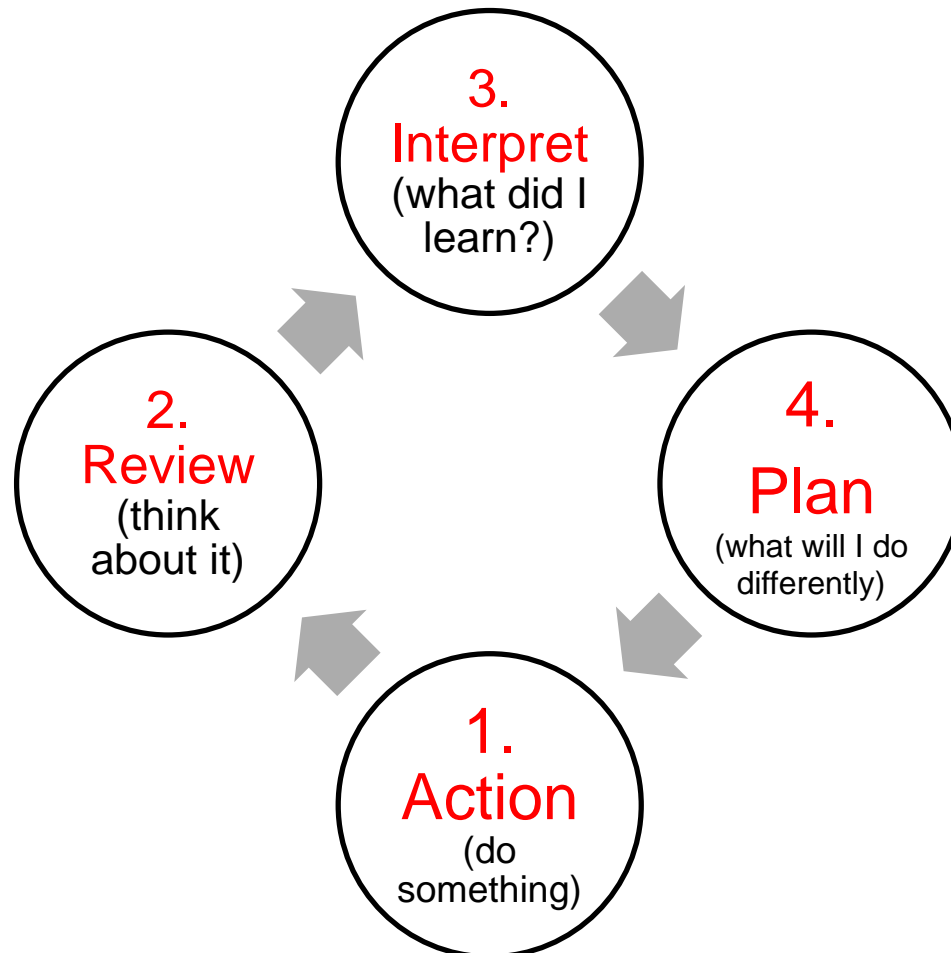 3.
Interpret
(what did I
learn?)
2.
Review
(think
about it)
4.
Plan
(what will I do
differently)
1.
Action
(do
something)